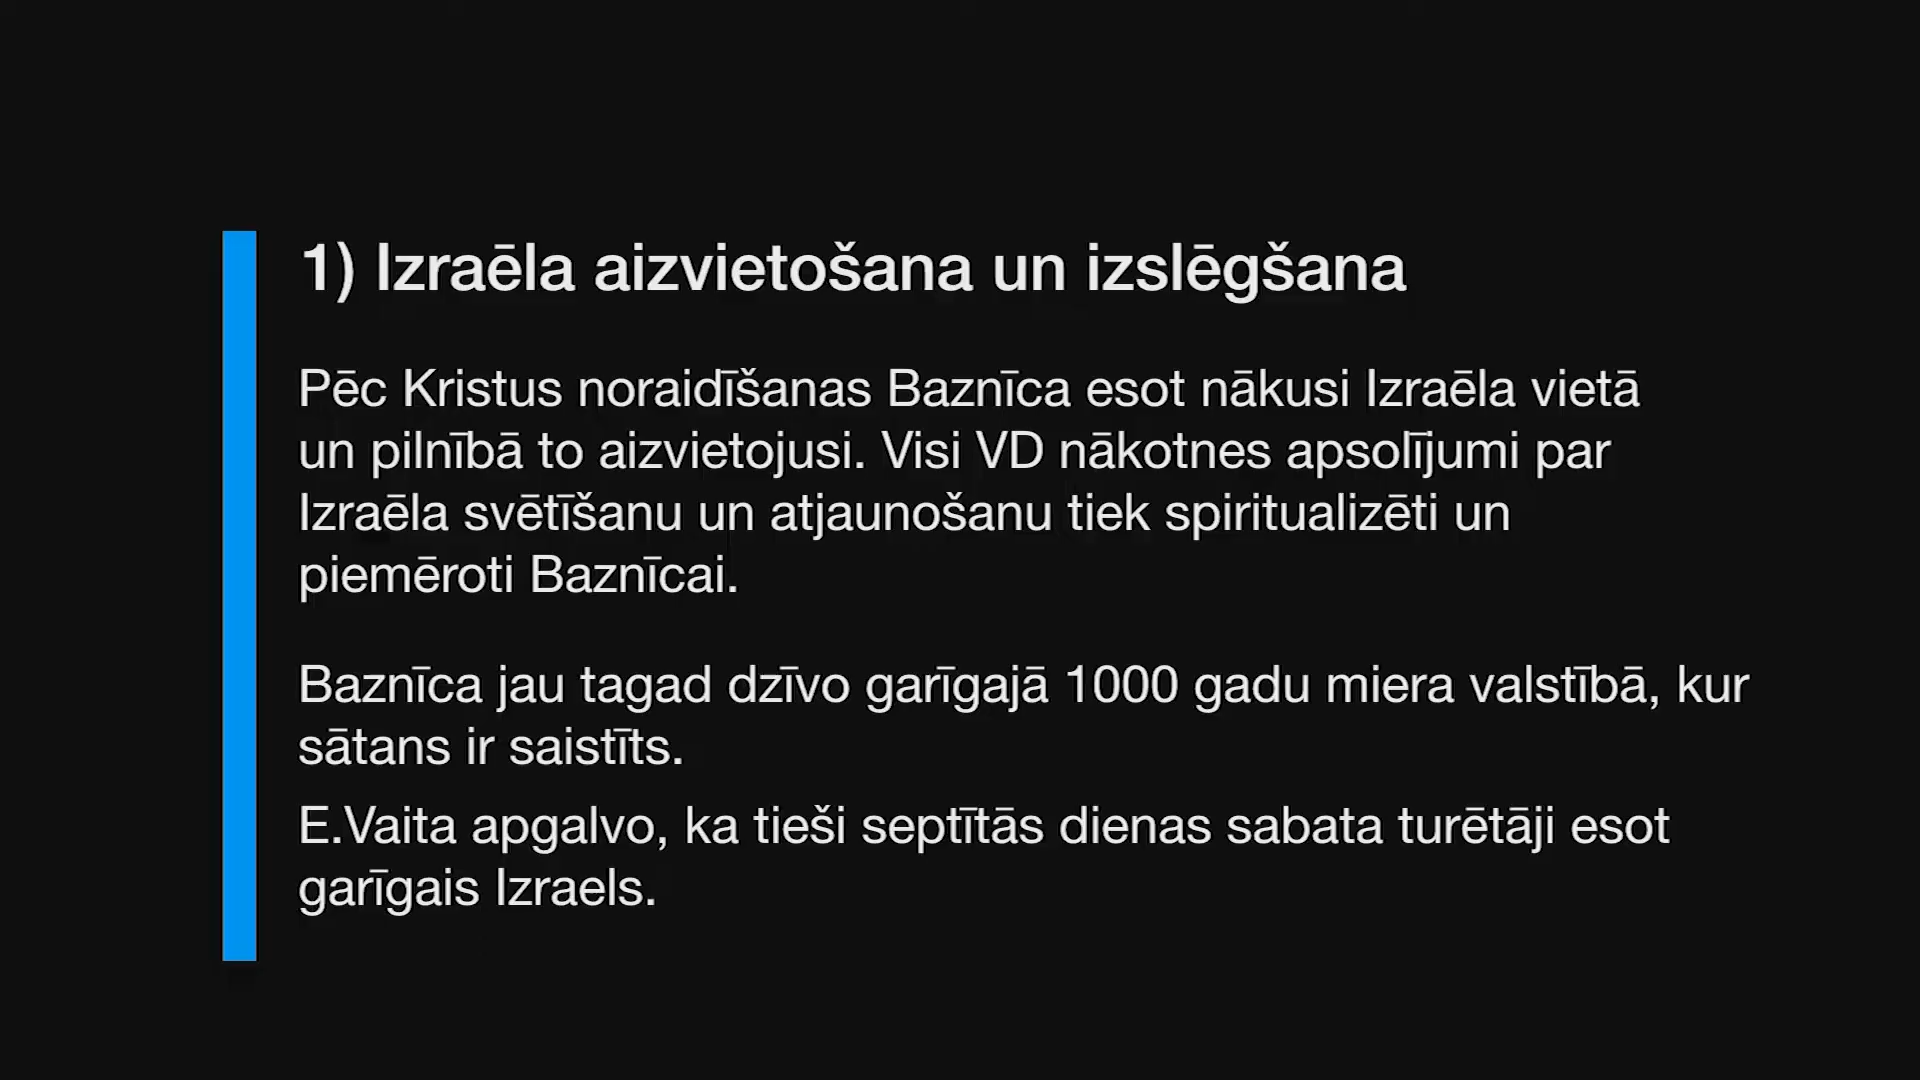 1) Izraēla aizvietošana un izslēgšana
Pēc Kristus noraidīšanas Baznīca esot nākusi Izraēla vietā
un pilnībā to aizvietojusi. Visi VD nākotnes apsolījumi par
Izraēla svētīšanu un atjaunošanu tiek spiritualizēti un
piemēroti Baznīcai.
Baznīca jau tagad dzīvo garīgajā 1000 gadu miera valstībā, kur
sātans ir saistīts.
E.Vaita apgalvo, ka tieši septītās dienas sabata turētāji esot
garīgais Izraels.